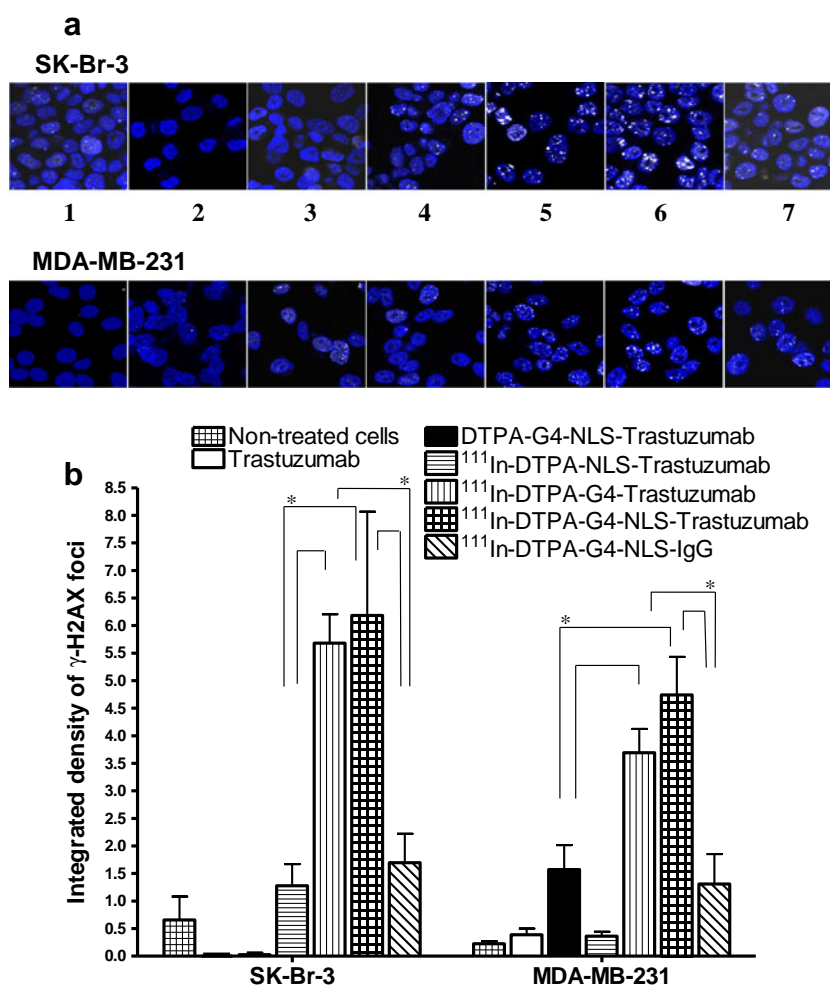 a
SK-Br-3
1 2 3 4 5 6 7
MDA-MB-231
b
Non-treated cells
Trastuzumab
DTPA-G4-NLS-Trastuzumab
¹¹¹In-DTPA-NLS-Trastuzumab
¹¹¹In-DTPA-G4-Trastuzumab
¹¹¹In-DTPA-G4-NLS-Trastuzumab
¹¹¹In-DTPA-G4-NLS-IgG
Integrated density of γ-H2AX foci
8.5
8.0
7.5
7.0
6.5
6.0
5.5
5.0
4.5
4.0
3.5
3.0
2.5
2.0
1.5
1.0
0.5
0.0
* *
* *
SK-Br-3 MDA-MB-231